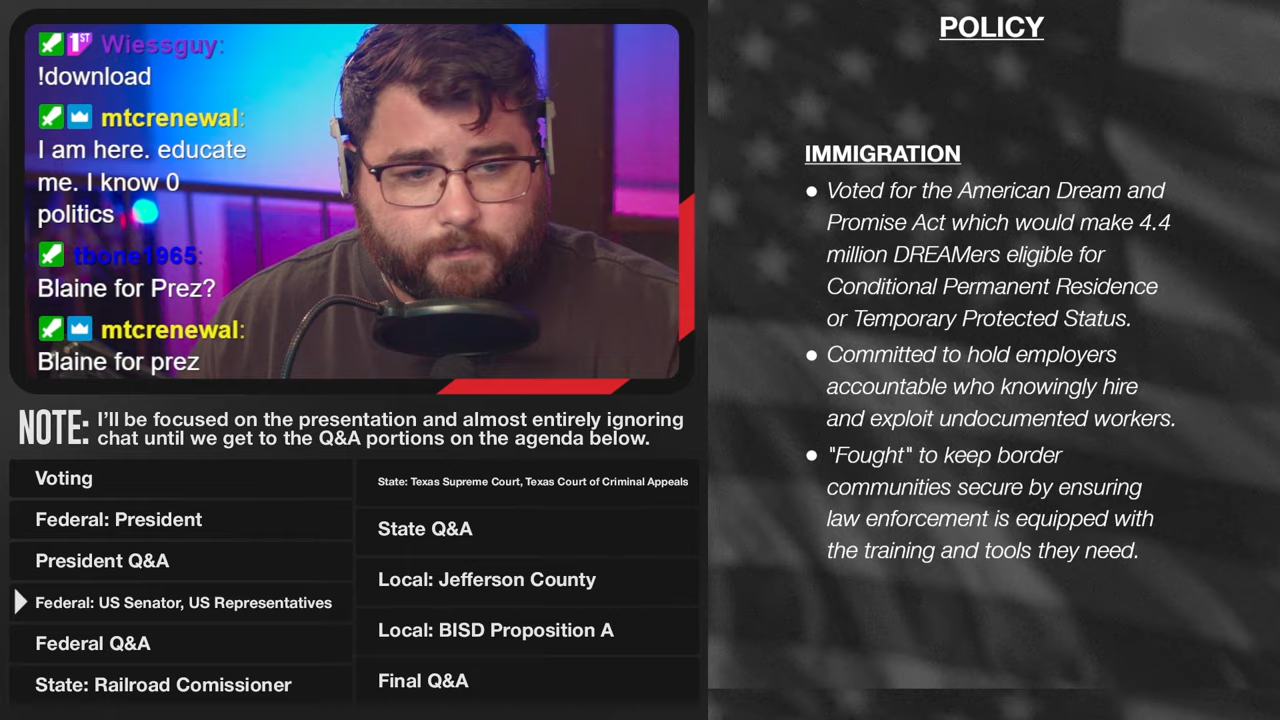 1ST Wiessguy:
!download
mtcrenewal:
I am here. educate
me. I know 0
politics
tbone1965:
Blaine for Prez?
mtcrenewal:
Blaine for prez
NOTE: I'll be focused on the presentation and almost entirely ignoring
chat until we get to the Q&A portions on the agenda below.
Voting
Federal: President
President Q&A
Federal: US Senator, US Representatives
Federal Q&A
State: Railroad Comissioner
State: Texas Supreme Court, Texas Court of Criminal Appeals
State Q&A
Local: Jefferson County
Local: BISD Proposition A
Final Q&A
POLICY
IMMIGRATION
● Voted for the American Dream and
Promise Act which would make 4.4
million DREAMers eligible for
Conditional Permanent Residence
or Temporary Protected Status.
● Committed to hold employers
accountable who knowingly hire
and exploit undocumented workers.
● "Fought" to keep border
communities secure by ensuring
law enforcement is equipped with
the training and tools they need.